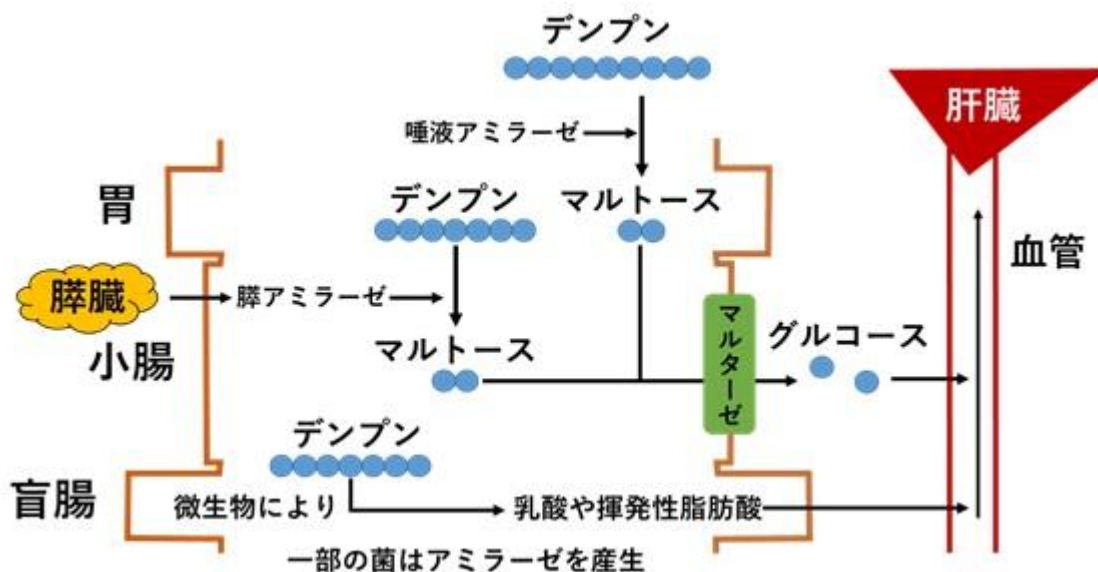 デンプン
肝臓
唾液アミラーゼ
胃
デンプン
マルトース
血管
膵臓
膵アミラーゼ
マルターゼ
グルコース
小腸
マルトース
デンプン
盲腸
微生物により
乳酸や揮発性脂肪酸
一部の菌はアミラーゼを産生